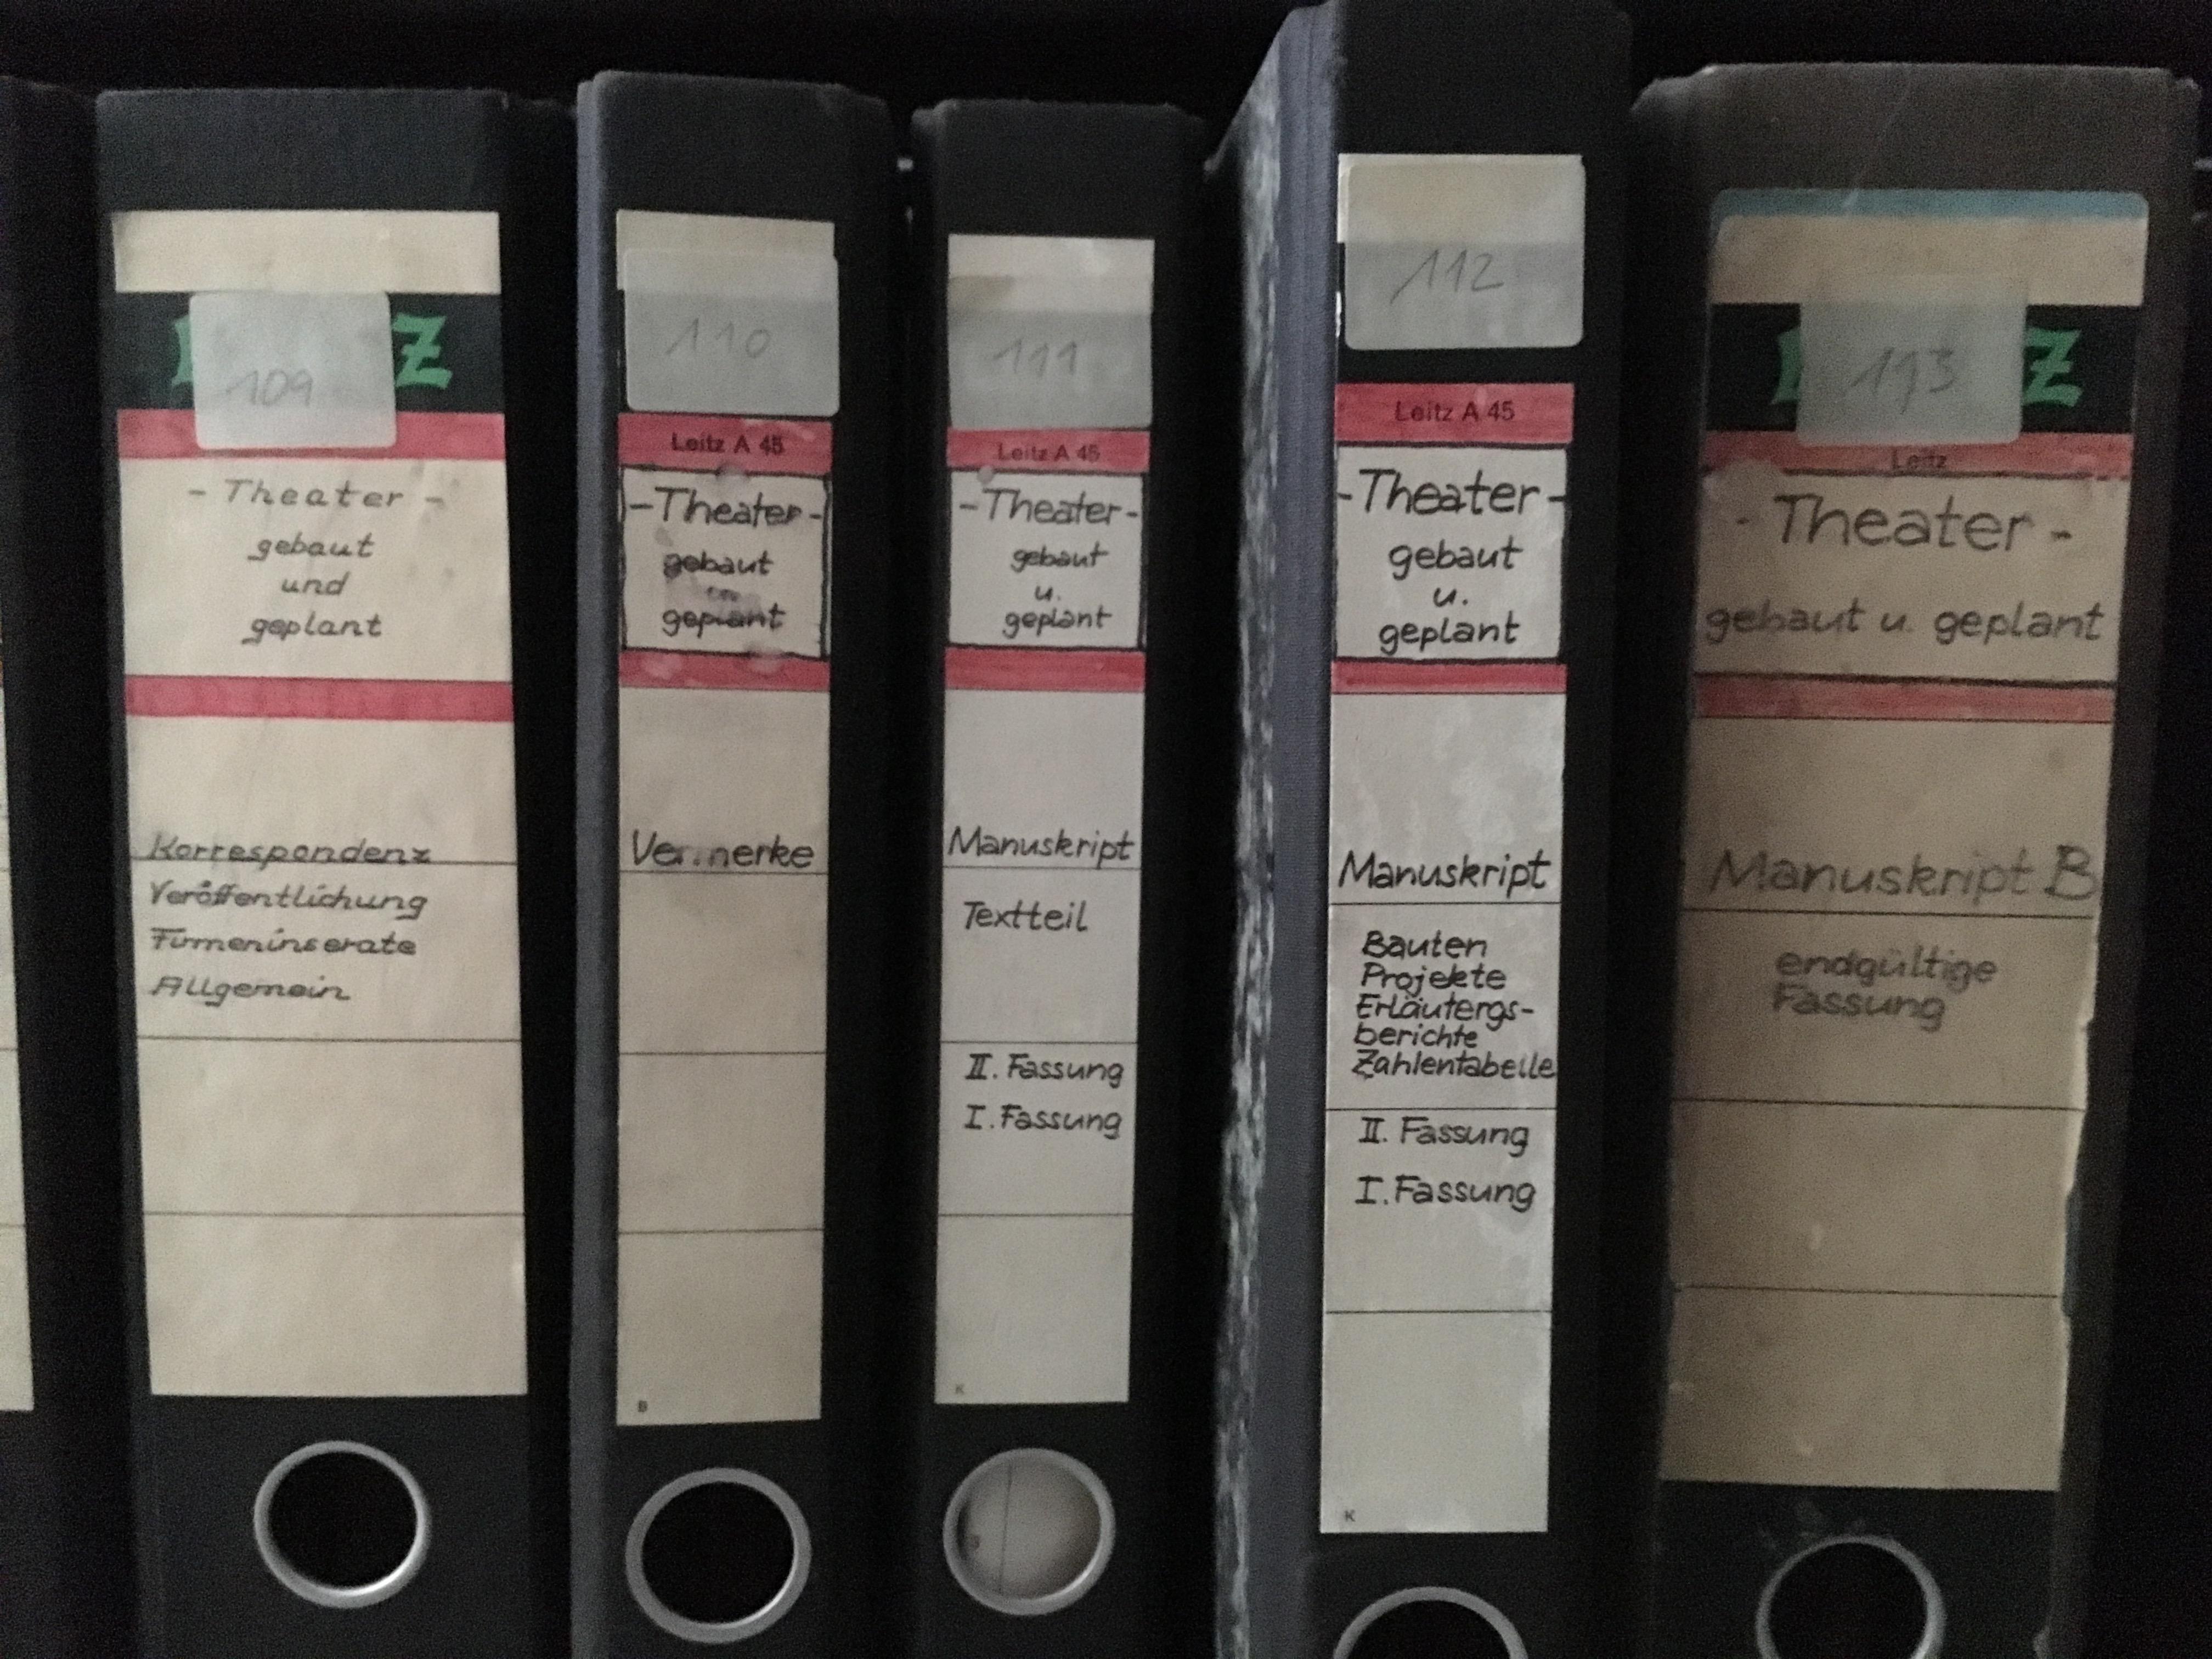 109
Z
- Theater -
gebaut
und
geplant
Korrespondenz
Veröffentlichung
Firmeninserate
Allgemein
110
Leitz A 45
- Theater -
gebaut
geplant
Vermerke
B
111
Leitz A 45
- Theater -
gebaut
u.
geplant
Manuskript
Textteil
II. Fassung
I. Fassung
K
112
Leitz A 45
- Theater -
gebaut
u.
geplant
Manuskript
Bauten
Projekte
Erläutergs-
berichte
Zahlentabelle
II. Fassung
I. Fassung
K
113
Z
Leitz
- Theater -
gebaut u. geplant
Manuskript B
endgültige
Fassung